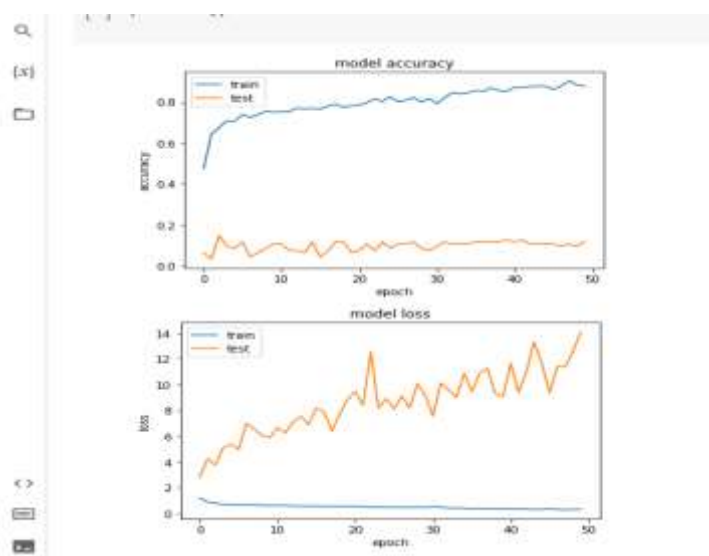 {x}
model accuracy
train
test
0.8
0.6
0.4
0.2
0.0
accuracy
0 10 20 30 40 50
epoch
model loss
train
test
14
12
10
8
6
4
2
0
loss
0 10 20 30 40 50
epoch
<>